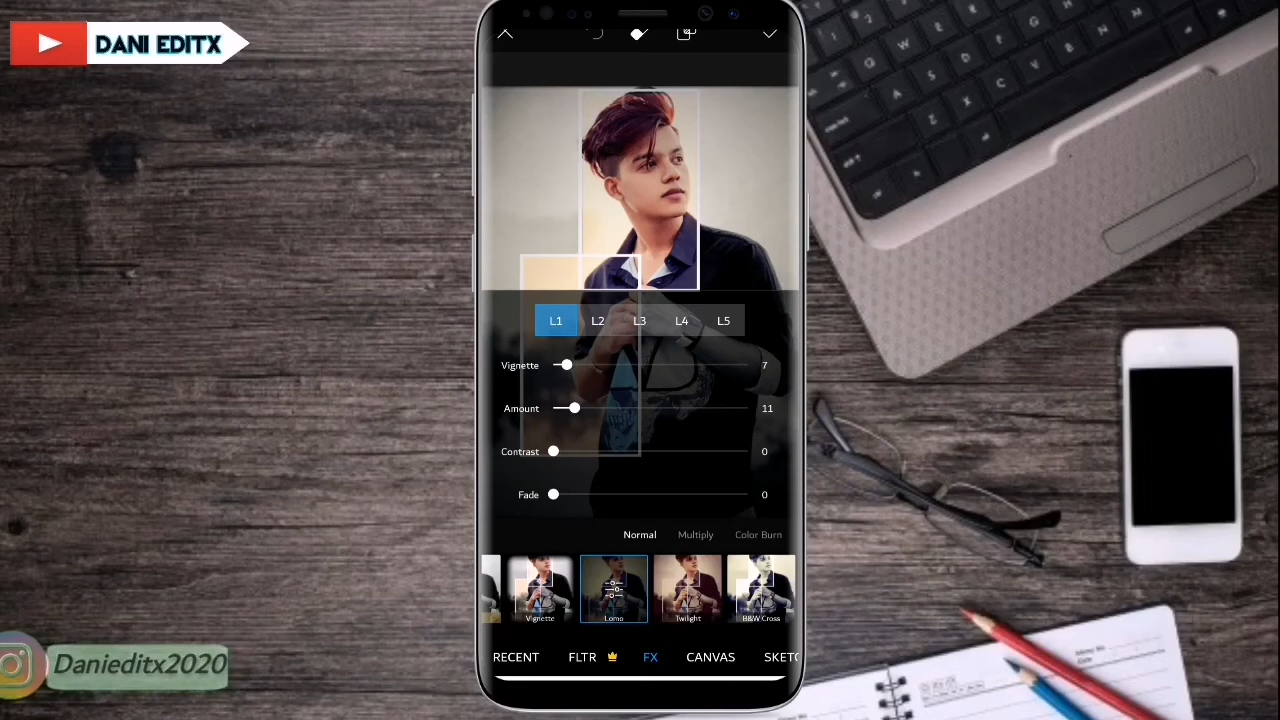 DANI EDITX
L1 L2 L3 L4 L5
Vignette 7
Amount 11
Contrast 0
Fade 0
Normal Multiply Color Burn
Vignette Lomo Twilight B&W Cross
RECENT FLTR FX CANVAS SKETC
Danieditx2020